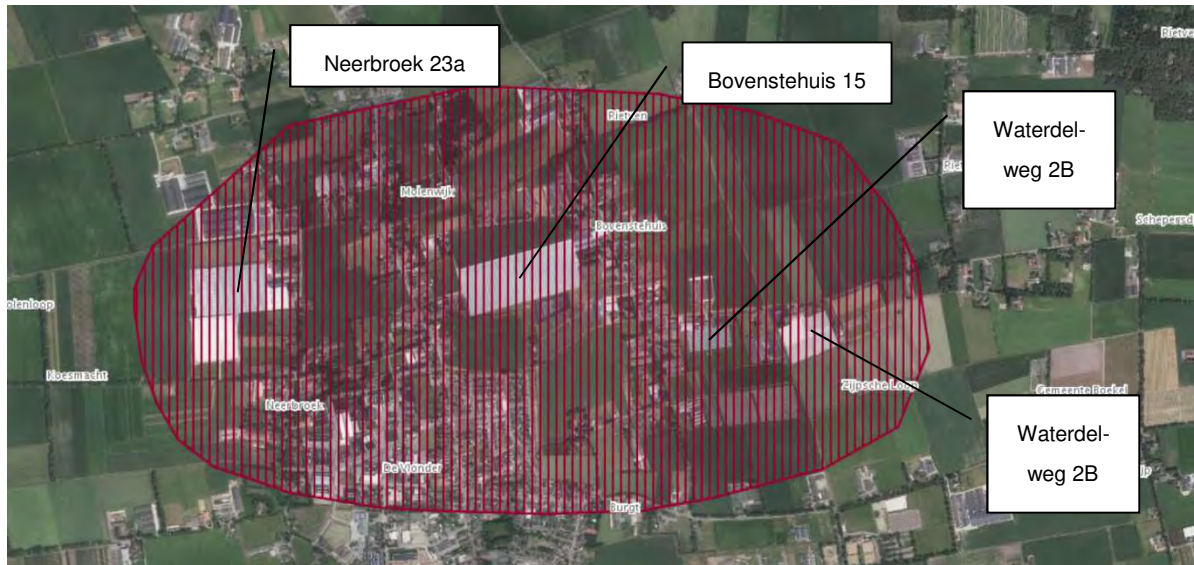 Neerbroek 23a
Bovenstehuis 15
Waterdel-
weg 2B
Rietven
Molenwijk
Bovenstehuis
Schepersd
olenloop
Koesmacht
Neerbroek
Zijpsche Loop
Gemeente Boekel
Waterdel-
weg 2B
De Vlonder
Burgt